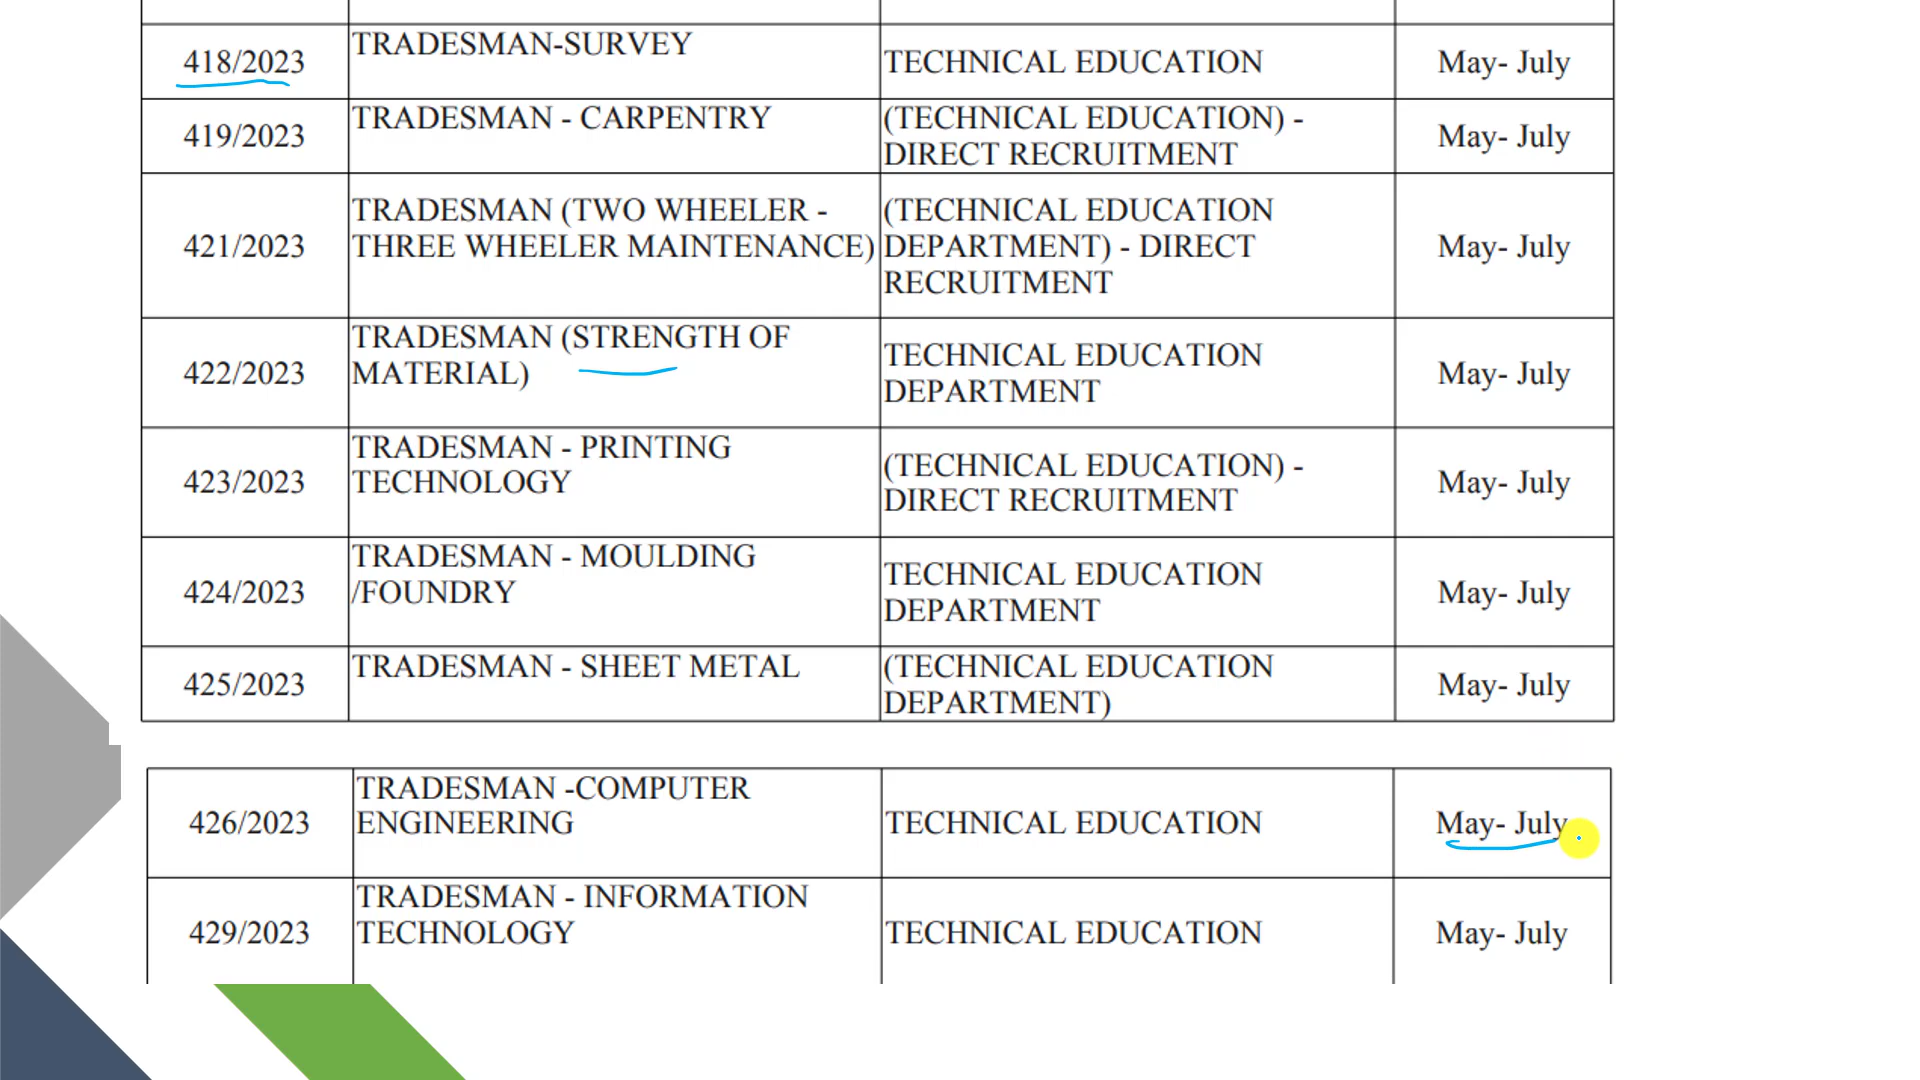 418/2023 TRADESMAN-SURVEY TECHNICAL EDUCATION May- July
419/2023 TRADESMAN - CARPENTRY (TECHNICAL EDUCATION) -
DIRECT RECRUITMENT May- July
421/2023 TRADESMAN (TWO WHEELER -
THREE WHEELER MAINTENANCE) (TECHNICAL EDUCATION
DEPARTMENT) - DIRECT
RECRUITMENT May- July
422/2023 TRADESMAN (STRENGTH OF
MATERIAL) TECHNICAL EDUCATION
DEPARTMENT May- July
423/2023 TRADESMAN - PRINTING
TECHNOLOGY (TECHNICAL EDUCATION) -
DIRECT RECRUITMENT May- July
424/2023 TRADESMAN - MOULDING
/FOUNDRY TECHNICAL EDUCATION
DEPARTMENT May- July
425/2023 TRADESMAN - SHEET METAL (TECHNICAL EDUCATION
DEPARTMENT) May- July
426/2023 TRADESMAN -COMPUTER
ENGINEERING TECHNICAL EDUCATION May- July
429/2023 TRADESMAN - INFORMATION
TECHNOLOGY TECHNICAL EDUCATION May- July